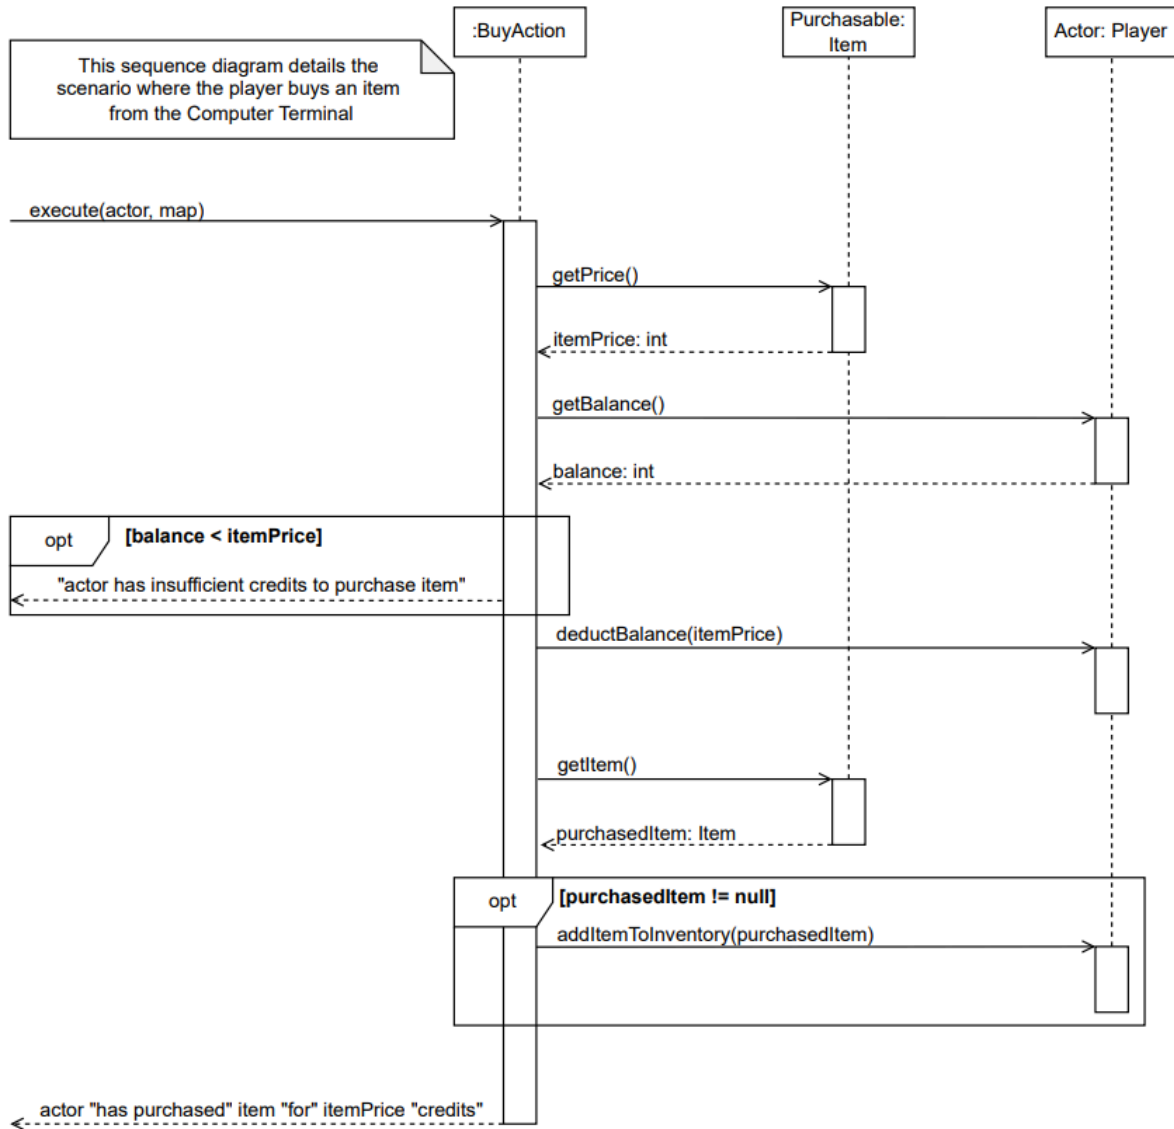 :BuyAction
Purchasable:
Item
Actor: Player
This sequence diagram details the
scenario where the player buys an item
from the Computer Terminal
execute(actor, map)
getPrice()
itemPrice: int
getBalance()
balance: int
opt
[balance < itemPrice]
"actor has insufficient credits to purchase item"
deductBalance(itemPrice)
getItem()
purchasedItem: Item
opt
[purchasedItem != null]
addItemToInventory(purchasedItem)
actor "has purchased" item "for" itemPrice "credits"